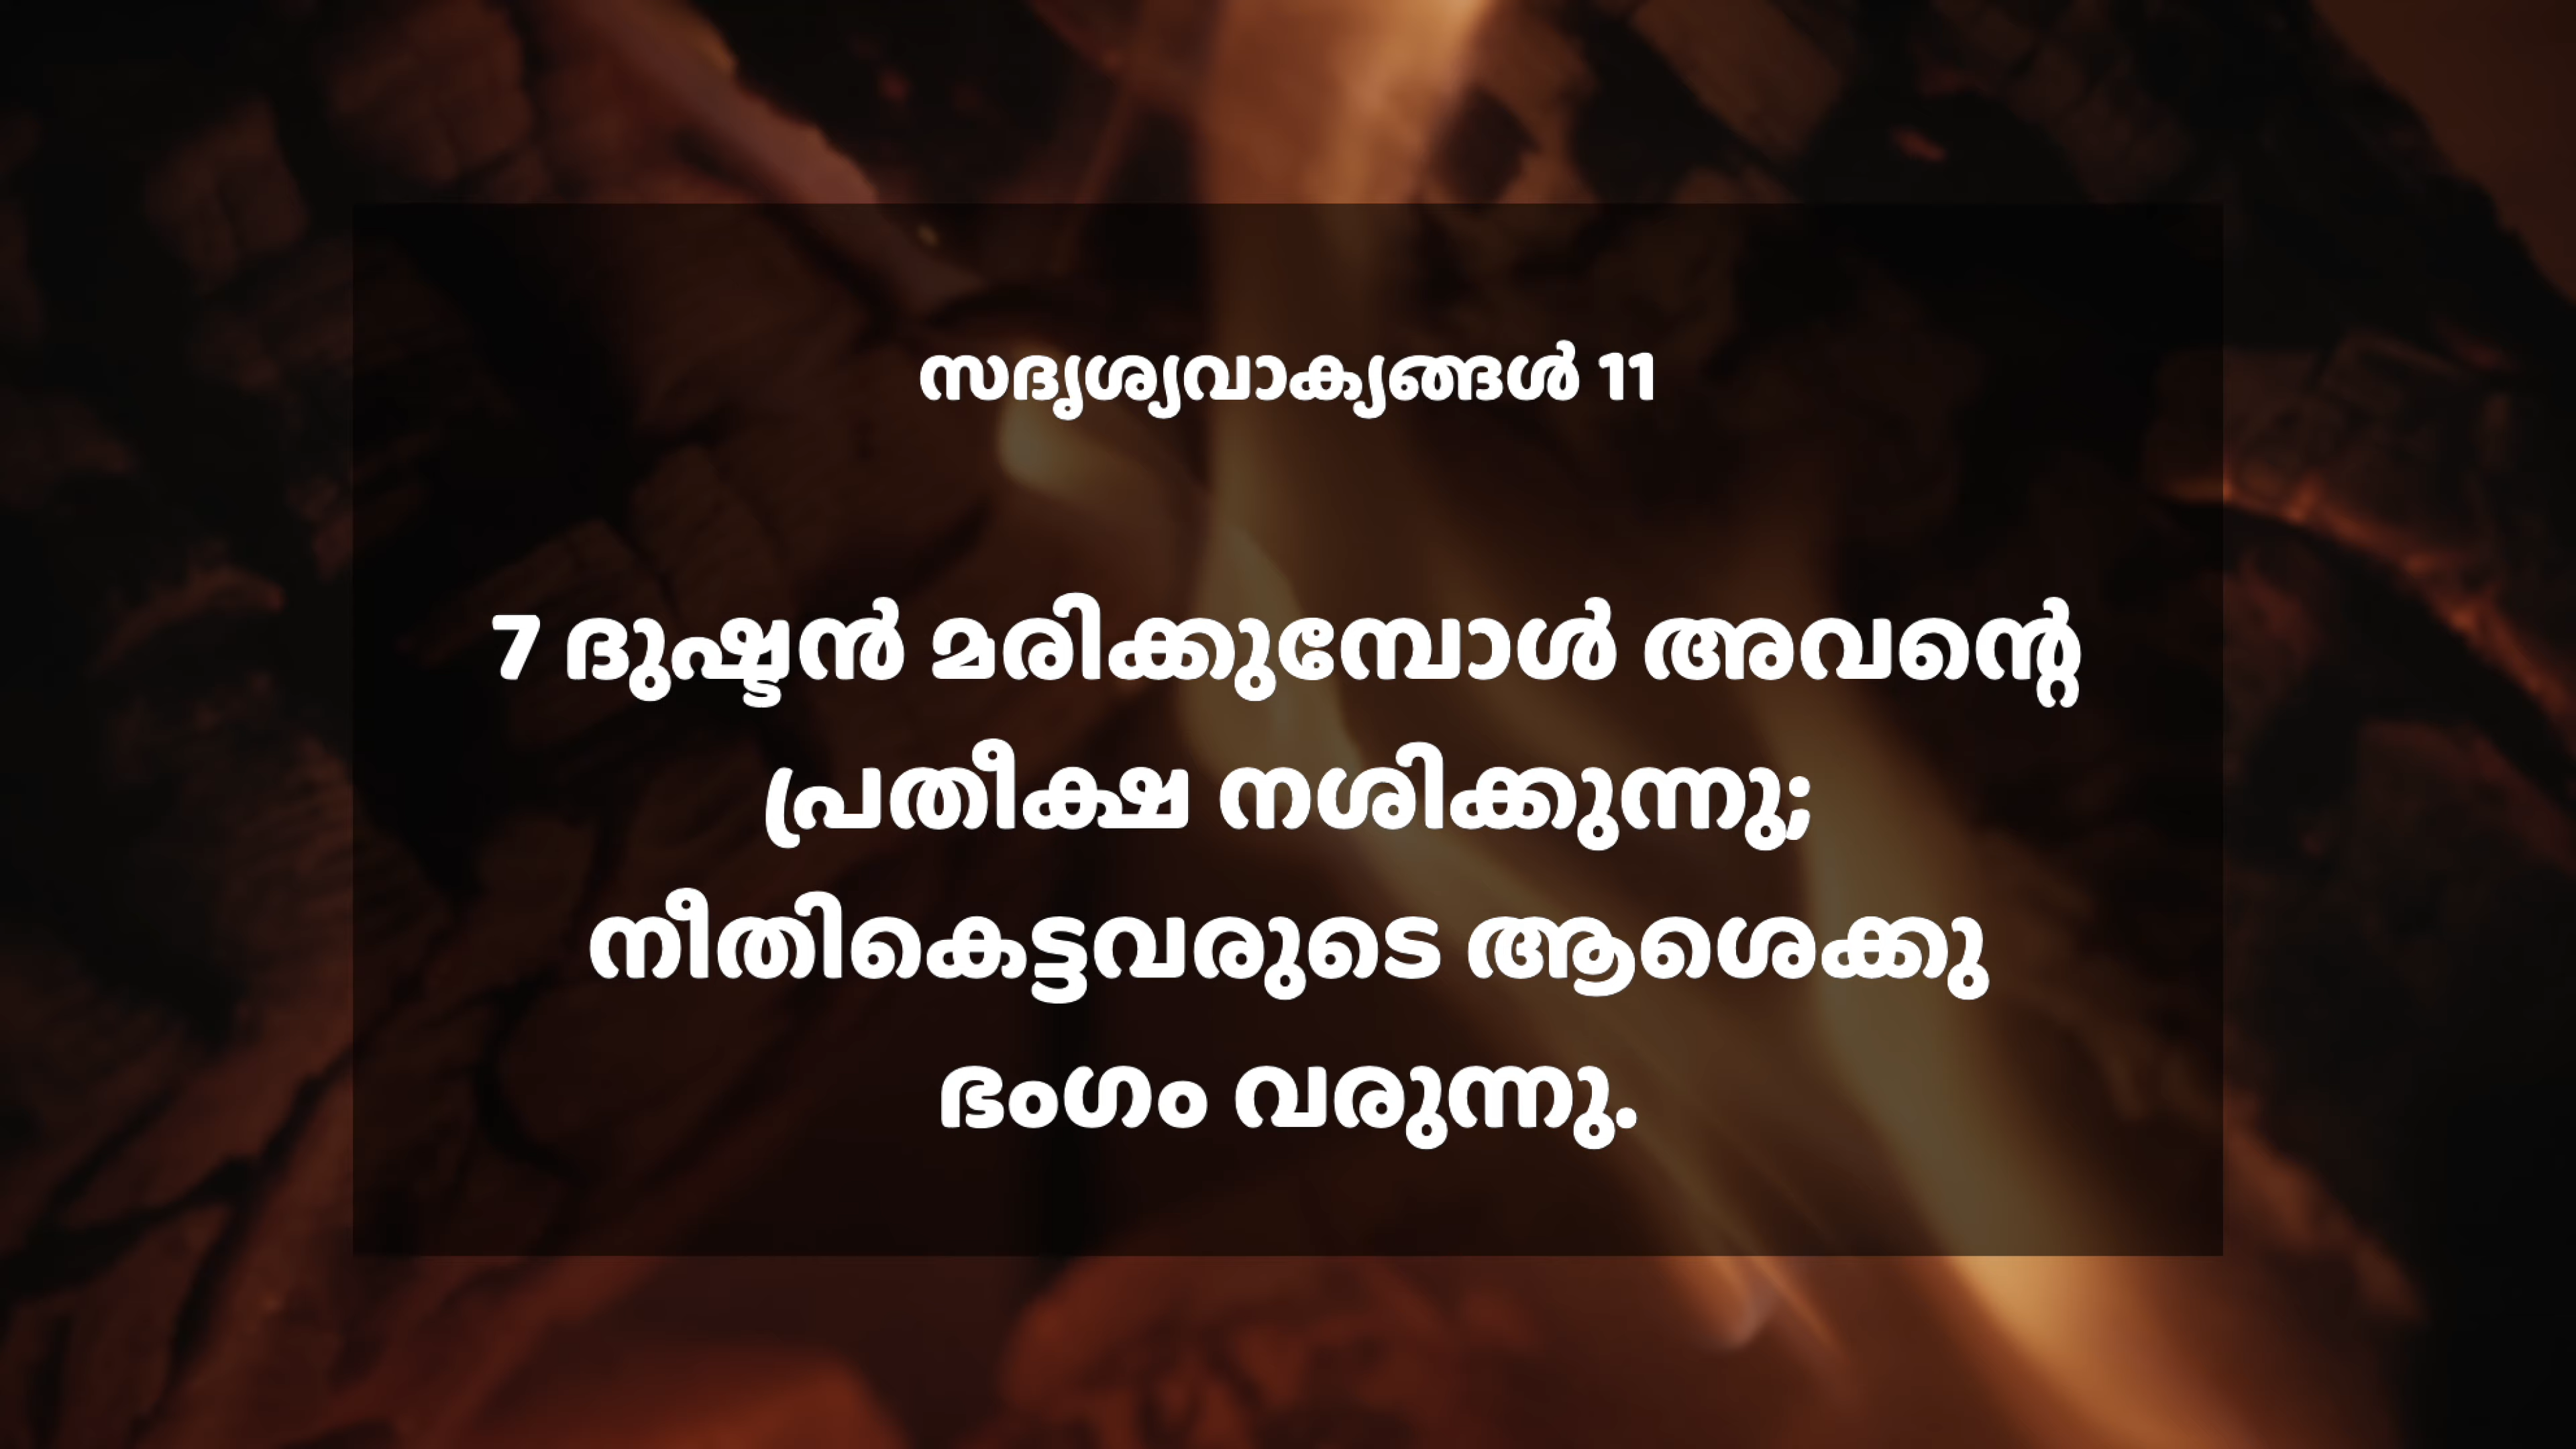 സദൃശ്യവാക്യങ്ങൾ 11
7 ദുഷ്ടൻ മരിക്കുമ്പോൾ അവന്റെ
പ്രതീക്ഷ നശിക്കുന്നു;
നീതികെട്ടവരുടെ ആശെക്കു
ഭംഗം വരുന്നു.